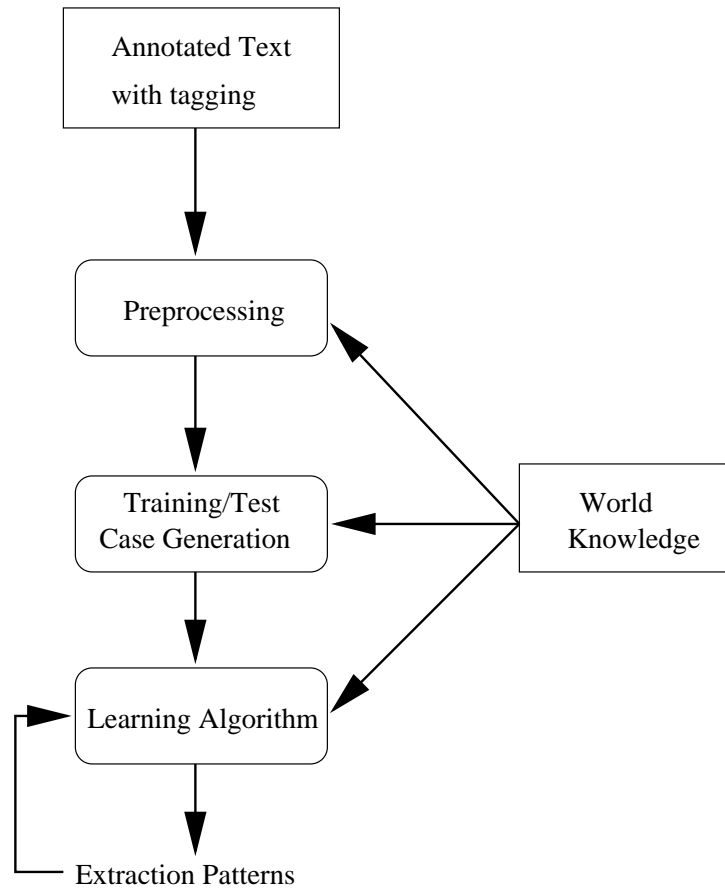 Annotated Text
with tagging
Preprocessing
Training/Test
Case Generation
World
Knowledge
Learning Algorithm
Extraction Patterns